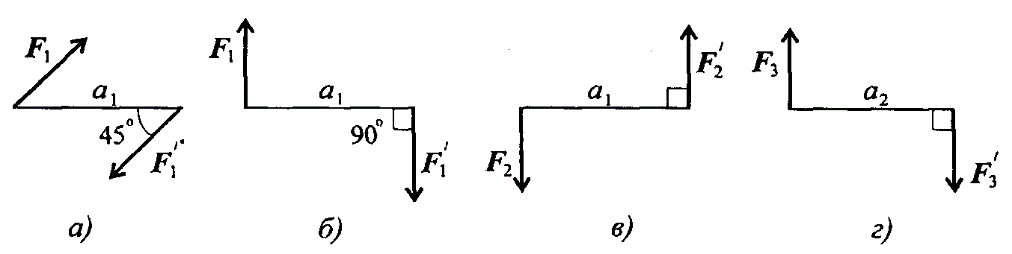 F₁ a₁ 45° F₁′
а)
F₁ a₁ 90° F₁′
б)
F₂ a₁ F₂′
в)
F₃ a₂ F₃′
г)